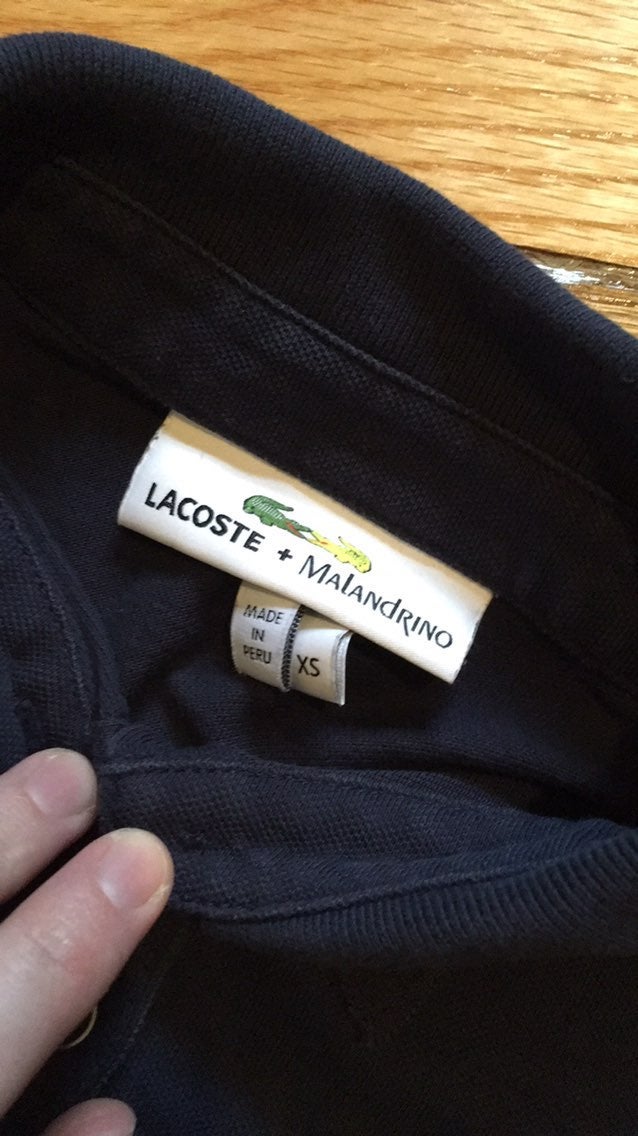 LACOSTE + MALANdRINO
MADE
IN
PERU
XS